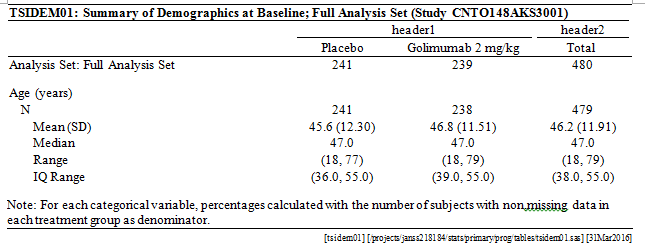 TSIDEM01: Summary of Demographics at Baseline; Full Analysis Set (Study CNTO148AKS3001)
header1 header2
Placebo Golimumab 2 mg/kg Total
Analysis Set: Full Analysis Set 241 239 480
Age (years)
N 241 238 479
Mean (SD) 45.6 (12.30) 46.8 (11.51) 46.2 (11.91)
Median 47.0 47.0 47.0
Range (18, 77) (18, 79) (18, 79)
IQ Range (36.0, 55.0) (39.0, 55.0) (38.0, 55.0)
Note: For each categorical variable, percentages calculated with the number of subjects with non missing data in
each treatment group as denominator.
[tsidem01] [/projects/janss218184/stats/primary/prog/tables/tsidem01.sas] [31Mar2016]